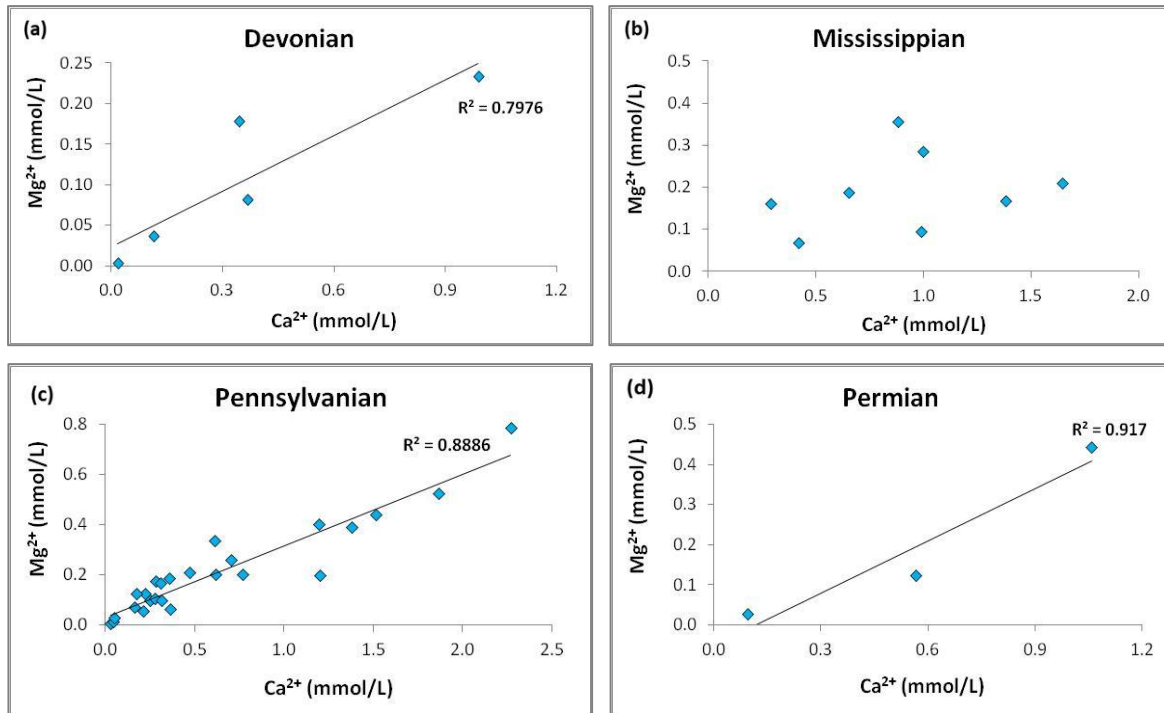 (a)
Devonian
0.25
0.20
0.15
0.10
0.05
0.00
Mg²⁺ (mmol/L)
R² = 0.7976
0.0 0.3 0.6 0.9 1.2
Ca²⁺ (mmol/L)
(b)
Mississippian
0.5
0.4
0.3
0.2
0.1
0.0
Mg²⁺ (mmol/L)
0.0 0.5 1.0 1.5 2.0
Ca²⁺ (mmol/L)
(c)
Pennsylvanian
0.8
0.6
0.4
0.2
0.0
Mg²⁺ (mmol/L)
R² = 0.8886
0.0 0.5 1.0 1.5 2.0 2.5
Ca²⁺ (mmol/L)
(d)
Permian
0.5
0.4
0.3
0.2
0.1
0.0
Mg²⁺ (mmol/L)
R² = 0.917
0.0 0.3 0.6 0.9 1.2
Ca²⁺ (mmol/L)